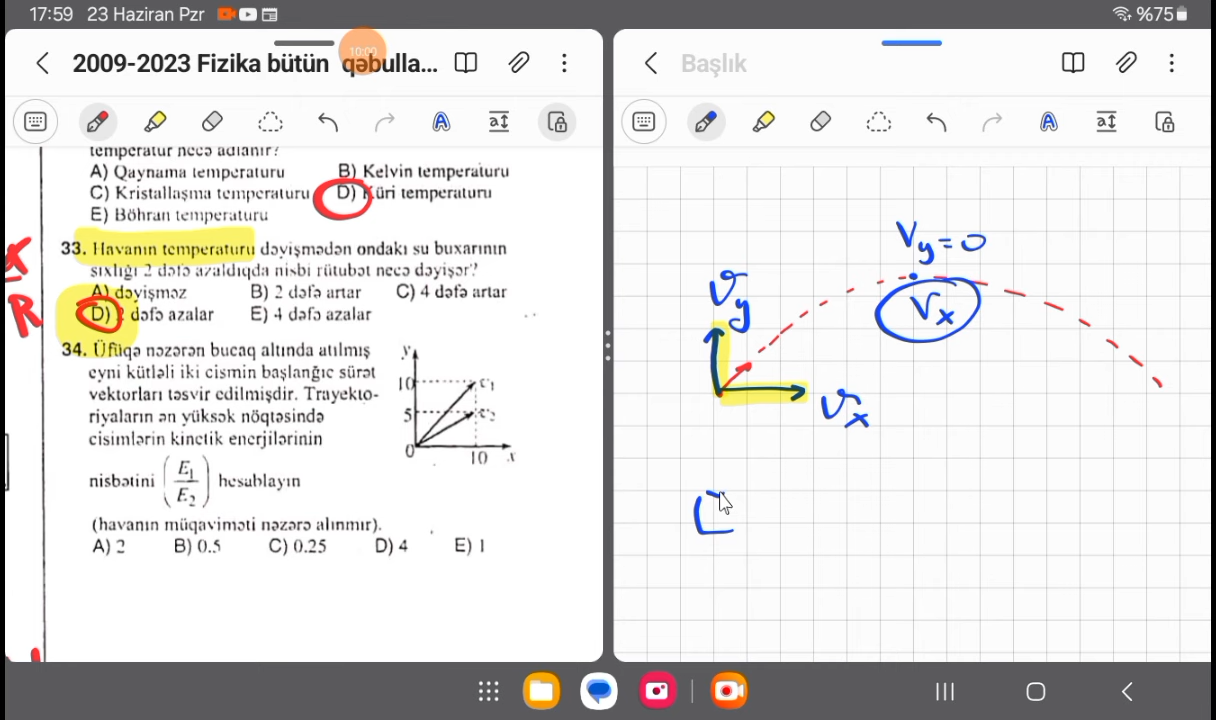 17:59 23 Haziran Pzr
%75
10:00
2009-2023 Fizika bütün qəbulla...
Başlık
temperatur necə adlanır?
A) Qaynama temperaturu B) Kelvin temperaturu
C) Kristallaşma temperaturu D) Küri temperaturu
E) Böhran temperaturu
33. Havanın temperaturu dəyişmədən ondakı su buxarının
sıxlığı 2 dəfə azaldıqda nisbi rütubət necə dəyişər?
A) dəyişməz B) 2 dəfə artar C) 4 dəfə artar
D) 2 dəfə azalar E) 4 dəfə azalar
R
34. Üfüqə nəzərən bucaq altında atılmış
eyni kütləli iki cismin başlanğıc sürət
vektorları təsvir edilmişdir. Trayekto-
riyaların ən yüksək nöqtəsində
cisimlərin kinetik enerjilərinin
nisbətini (E₁/E₂) hesablayın
(havanın müqaviməti nəzərə alınmır).
A) 2 B) 0.5 C) 0.25 D) 4 E) 1
y
10
5
0 10 x
Vy=0
Vx
Vy
Vx